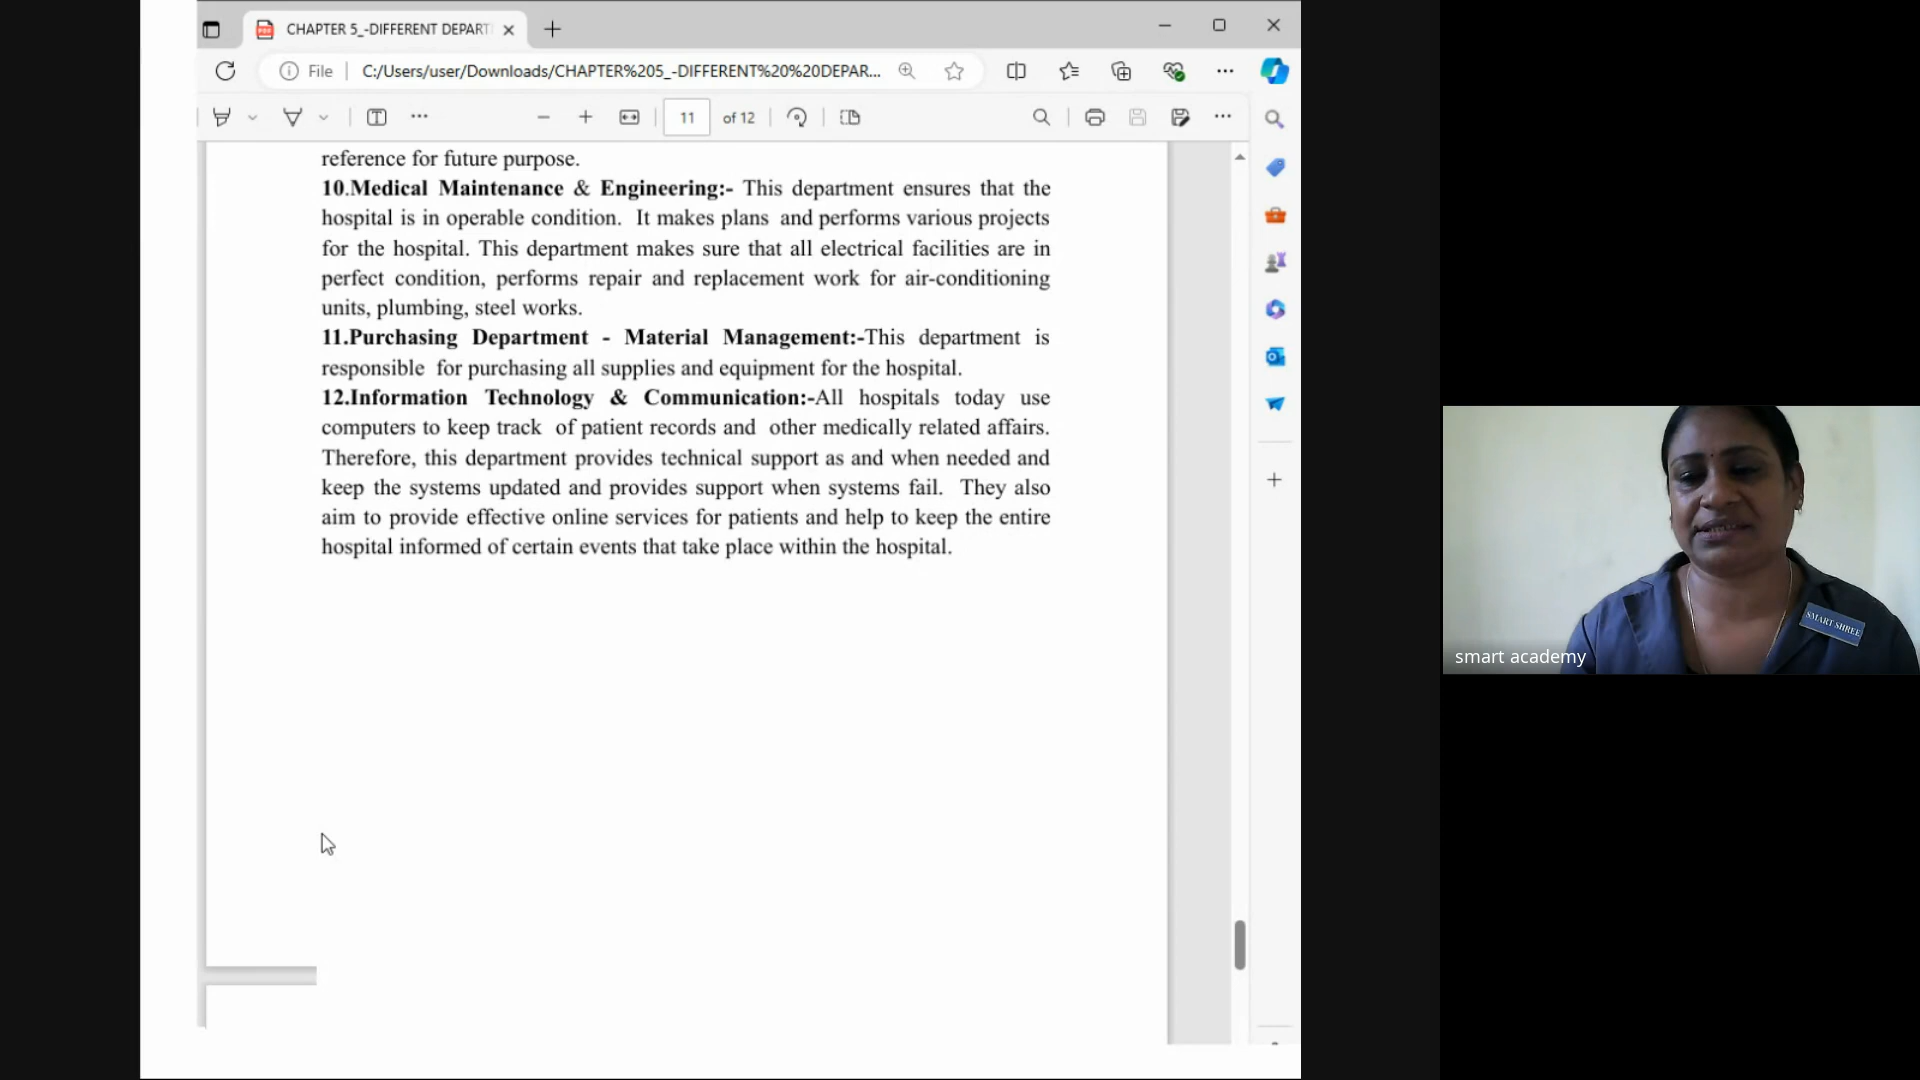 CHAPTER 5_-DIFFERENT DEPART
File
C:/Users/user/Downloads/CHAPTER%205_-DIFFERENT%20%20DEPAR...
11 of 12
reference for future purpose.
10.Medical Maintenance & Engineering:- This department ensures that the
hospital is in operable condition. It makes plans and performs various projects
for the hospital. This department makes sure that all electrical facilities are in
perfect condition, performs repair and replacement work for air-conditioning
units, plumbing, steel works.
11.Purchasing Department - Material Management:-This department is
responsible for purchasing all supplies and equipment for the hospital.
12.Information Technology & Communication:-All hospitals today use
computers to keep track of patient records and other medically related affairs.
Therefore, this department provides technical support as and when needed and
keep the systems updated and provides support when systems fail. They also
aim to provide effective online services for patients and help to keep the entire
hospital informed of certain events that take place within the hospital.
SMART SHREE
smart academy